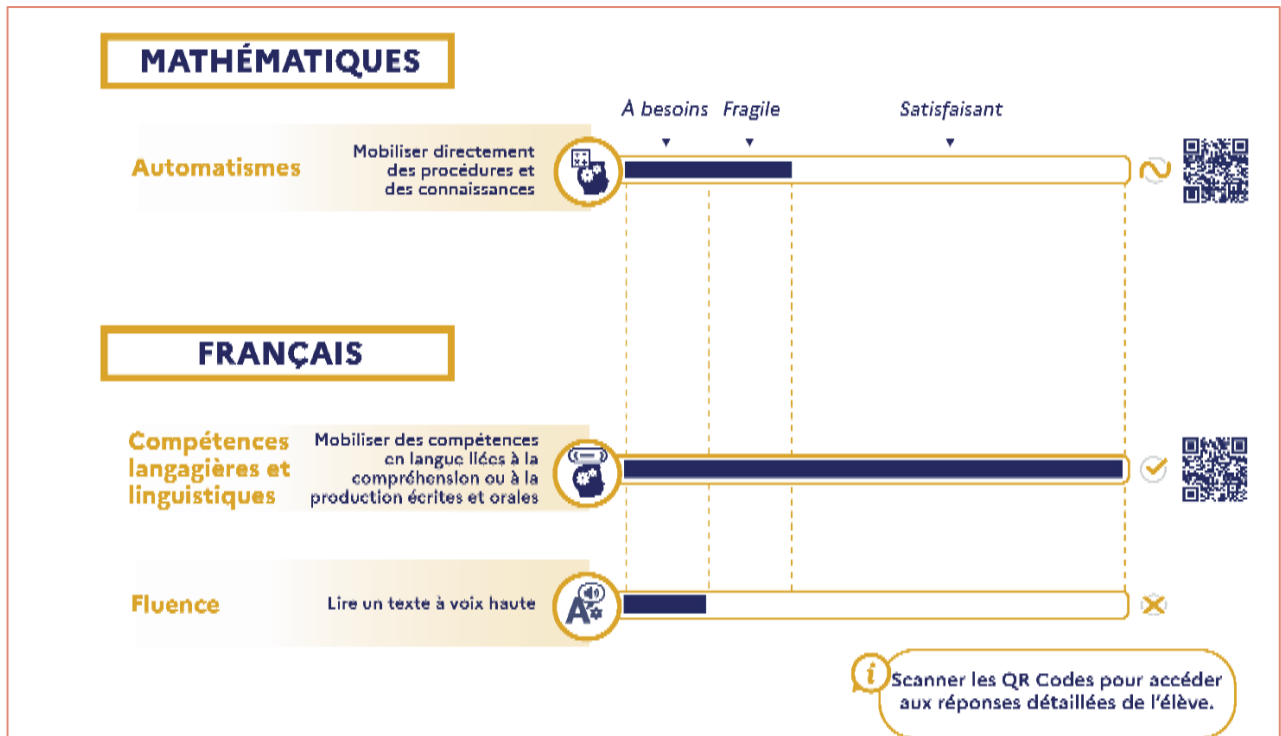 MATHÉMATIQUES
À besoins Fragile Satisfaisant
Automatismes
Mobiliser directement
des procédures et
des connaissances
FRANÇAIS
Compétences
langagières et
linguistiques
Mobiliser des compétences
en langue liées à la
compréhension ou à la
production écrites et orales
Fluence
Lire un texte à voix haute
A
i
Scanner les QR Codes pour accéder
aux réponses détaillées de l'élève.